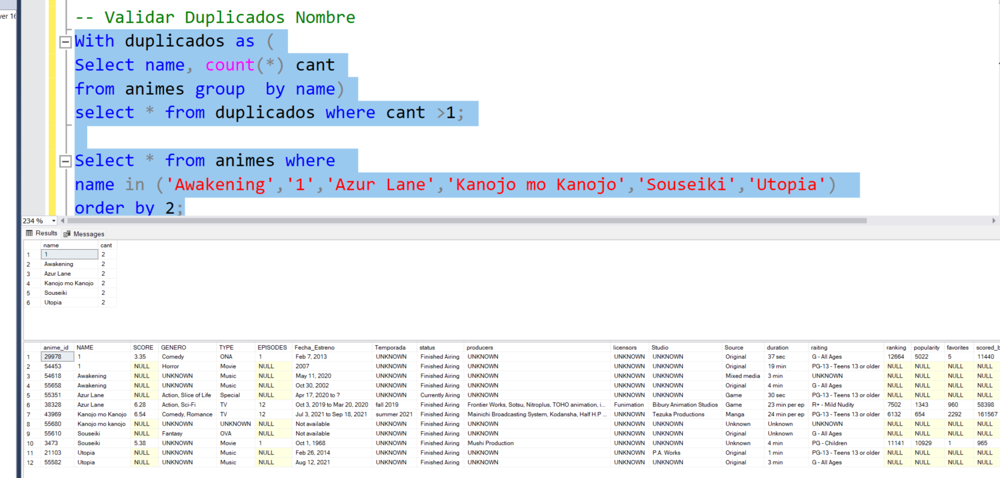 ver 16
-- Validar Duplicados Nombre
With duplicados as (
Select name, count(*) cant
from animes group  by name)
select * from duplicados where cant >1;
Select * from animes where
name in ('Awakening','1','Azur Lane','Kanojo mo Kanojo','Souseiki','Utopia')
order by 2;
234 %
Results Messages
name cant
1 1 2
2 Awakening 2
3 Azur Lane 2
4 Kanojo mo Kanojo 2
5 Souseiki 2
6 Utopia 2
anime_id NAME SCORE GENERO TYPE EPISODES Fecha_Estreno Temporada status producers licensors Studio Source duration raiting ranking popularity favorites scored_b
1 29978 1 3.35 Comedy ONA 1 Feb 7, 2013 UNKNOWN Finished Airing UNKNOWN UNKNOWN UNKNOWN Original 37 sec G - All Ages 12664 5022 5 11440
2 54453 1 NULL Horror Movie NULL 2007 UNKNOWN Finished Airing UNKNOWN UNKNOWN UNKNOWN Original 19 min PG-13 - Teens 13 or older NULL NULL NULL NULL
3 54618 Awakening NULL UNKNOWN Music NULL May 11, 2020 UNKNOWN Finished Airing UNKNOWN UNKNOWN UNKNOWN Mixed media 3 min UNKNOWN NULL NULL NULL NULL
4 55658 Awakening NULL UNKNOWN Music NULL Oct 30, 2002 UNKNOWN Finished Airing UNKNOWN UNKNOWN UNKNOWN Original 4 min G - All Ages NULL NULL NULL NULL
5 55351 Azur Lane NULL Action, Slice of Life Special NULL Apr 17, 2020 to ? UNKNOWN Currently Airing UNKNOWN UNKNOWN UNKNOWN Game 30 sec PG-13 - Teens 13 or older NULL NULL NULL NULL
6 38328 Azur Lane 6.28 Action, Sci-Fi TV 12 Oct 3, 2019 to Mar 20, 2020 fall 2019 Finished Airing Frontier Works, Sotsu, Nitroplus, TOHO animation, i... Funimation Bibury Animation Studios Game 23 min per ep R+ - Mild Nudity 7502 1343 960 58398
7 43969 Kanojo mo Kanojo 6.54 Comedy, Romance TV 12 Jul 3, 2021 to Sep 18, 2021 summer 2021 Finished Airing Mainichi Broadcasting System, Kodansha, Half H.P ... UNKNOWN Tezuka Productions Manga 24 min per ep PG-13 - Teens 13 or older 6132 654 2292 161567
8 55680 Kanojo mo kanojo NULL UNKNOWN UNKNOWN NULL Not available UNKNOWN Finished Airing UNKNOWN UNKNOWN UNKNOWN Unknown Unknown UNKNOWN NULL NULL NULL NULL
9 55610 Souseiki NULL Fantasy OVA NULL Not available UNKNOWN Finished Airing UNKNOWN UNKNOWN UNKNOWN Original Unknown G - All Ages NULL NULL NULL NULL
10 3473 Souseiki 5.38 UNKNOWN Movie 1 Oct 1, 1968 UNKNOWN Finished Airing Mushi Production UNKNOWN UNKNOWN Unknown 4 min PG - Children 11141 10929 1 965
11 21103 Utopia NULL UNKNOWN Music NULL Feb 26, 2014 UNKNOWN Finished Airing UNKNOWN UNKNOWN P.A. Works Original 1 min PG-13 - Teens 13 or older NULL NULL NULL NULL
12 55582 Utopia NULL UNKNOWN Music NULL Aug 12, 2021 UNKNOWN Finished Airing UNKNOWN UNKNOWN UNKNOWN Original 3 min G - All Ages NULL NULL NULL NULL